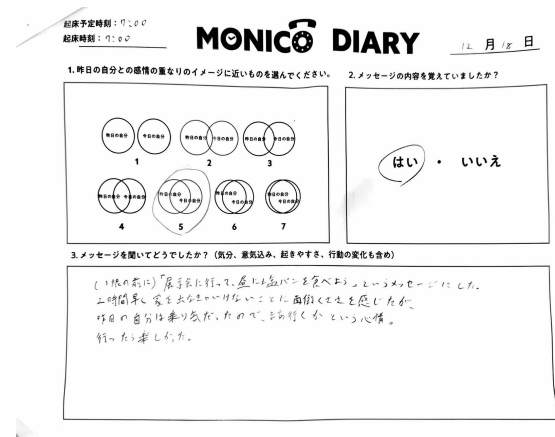 起床予定時刻：7:00
起床時刻：7:00
MONICO DIARY
12月18日
1. 昨日の自分との感情の重なりのイメージに近いものを選んでください。
昨日の自分 今日の自分
1
昨日の自分 今日の自分
2
昨日の自分 今日の自分
3
昨日の自分 今日の自分
4
昨日の自分 今日の自分
5
昨日の自分 今日の自分
6
昨日の自分 今日の自分
7
2. メッセージの内容を覚えていましたか？
はい ・ いいえ
3. メッセージを聞いてどうでしたか？（気分、意気込み、起きやすさ、行動の変化も含め）
の前に)「展示会に行って、昼に塩パンを食べよう」というメッセージにした。
2時間早く家を出なきゃいけないことに面倒くささを感じたが、
昨日の自分は乗り気だったので、行くかという心情。
行ったら楽しかった。